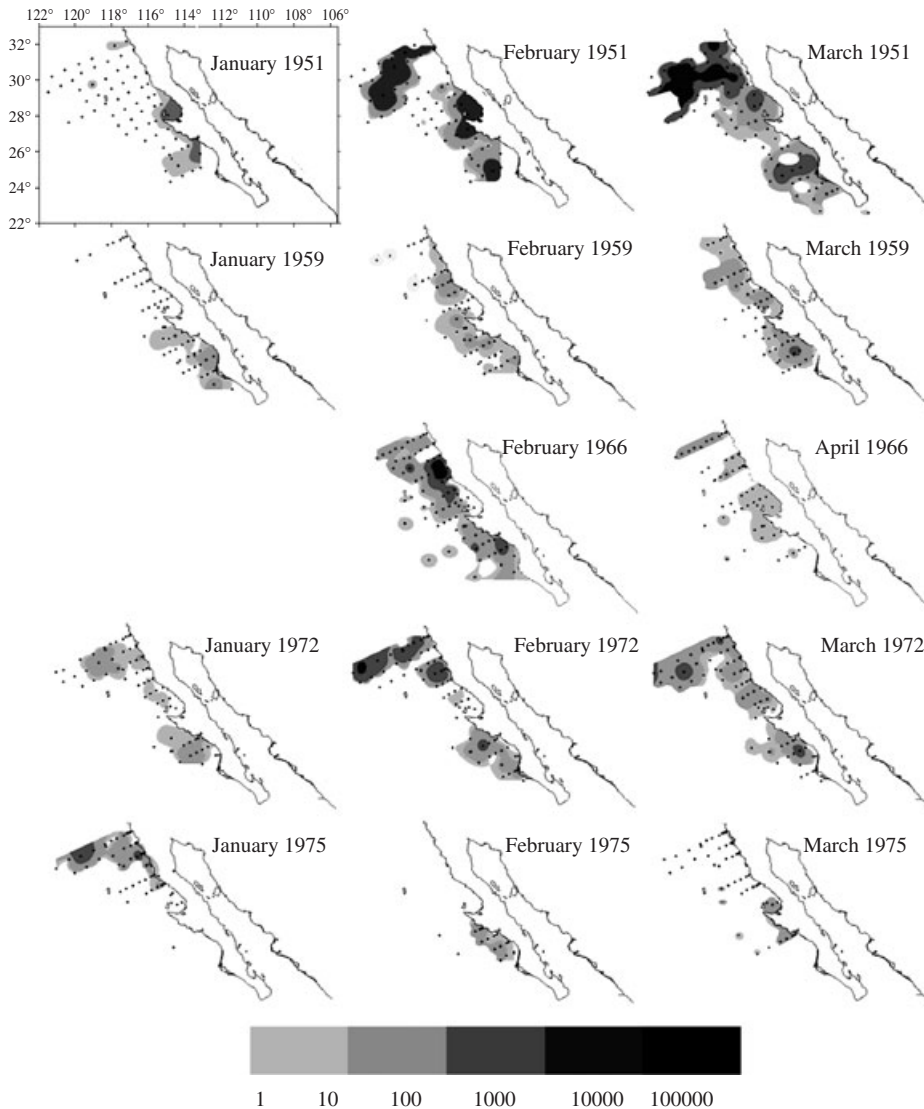 122° 120° 118° 116° 114° 112° 110° 108° 106°
32°
30°
28°
26°
24°
22°
January 1951
February 1951
March 1951
January 1959
February 1959
March 1959
February 1966
April 1966
January 1972
February 1972
March 1972
January 1975
February 1975
March 1975
1 10 100 1000 10000 100000